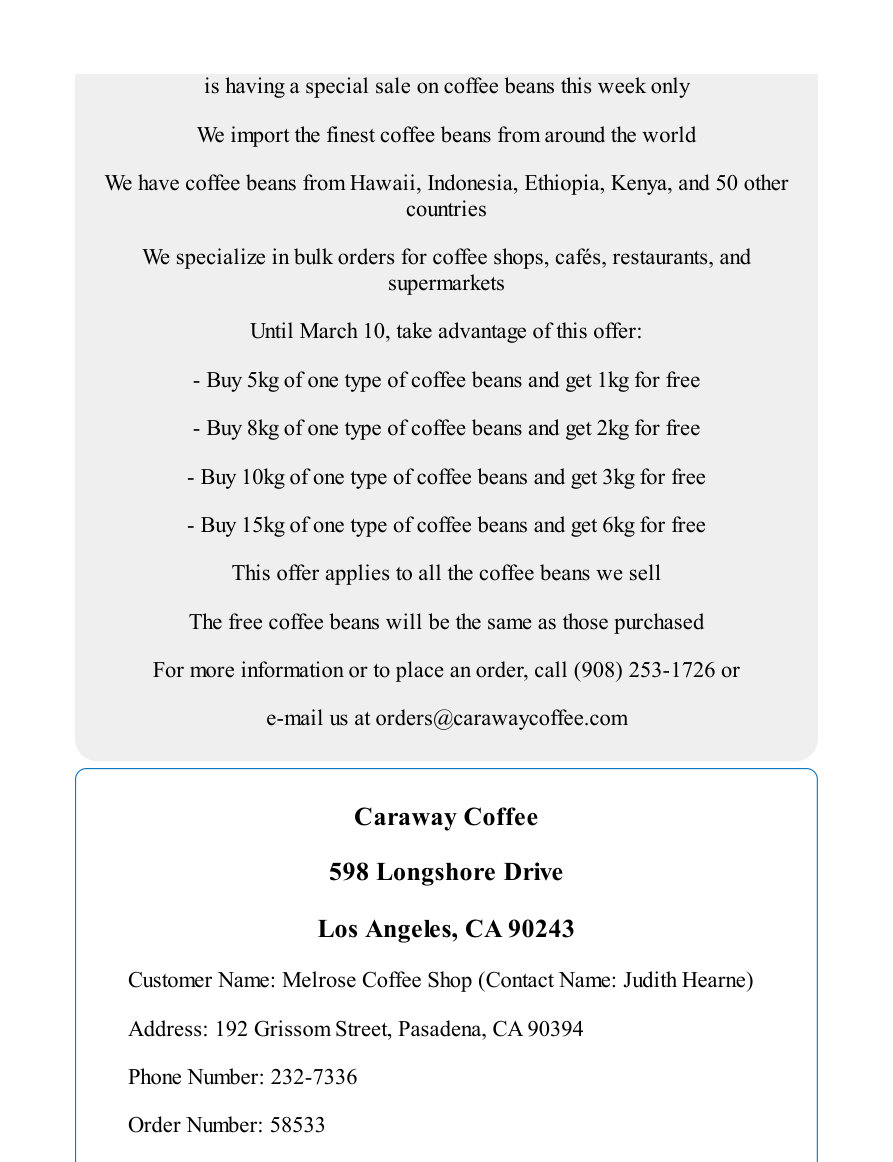 is having a special sale on coffee beans this week only
We import the finest coffee beans from around the world
We have coffee beans from Hawaii, Indonesia, Ethiopia, Kenya, and 50 other
countries
We specialize in bulk orders for coffee shops, cafés, restaurants, and
supermarkets
Until March 10, take advantage of this offer:
- Buy 5kg of one type of coffee beans and get 1kg for free
- Buy 8kg of one type of coffee beans and get 2kg for free
- Buy 10kg of one type of coffee beans and get 3kg for free
- Buy 15kg of one type of coffee beans and get 6kg for free
This offer applies to all the coffee beans we sell
The free coffee beans will be the same as those purchased
For more information or to place an order, call (908) 253-1726 or
e-mail us at orders@carawaycoffee.com
Caraway Coffee
598 Longshore Drive
Los Angeles, CA 90243
Customer Name: Melrose Coffee Shop (Contact Name: Judith Hearne)
Address: 192 Grissom Street, Pasadena, CA 90394
Phone Number: 232-7336
Order Number: 58533